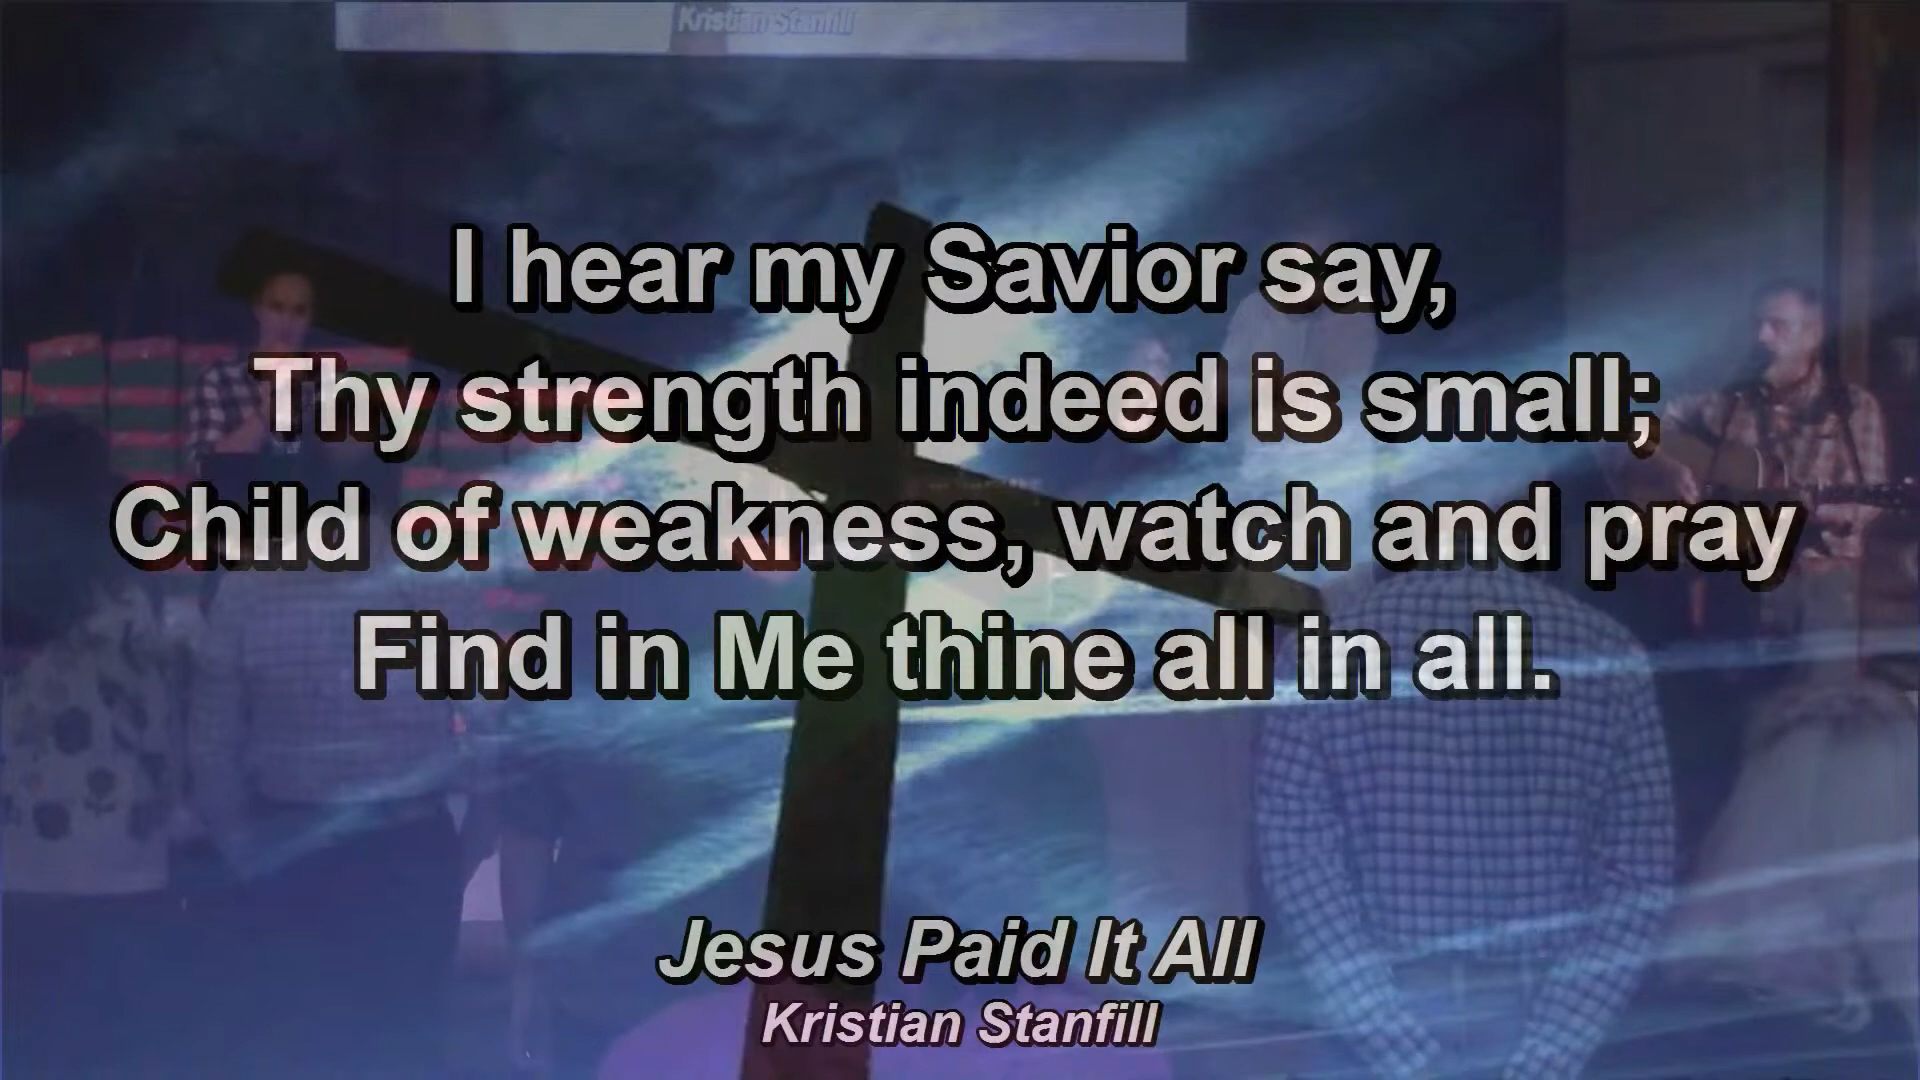 Kristian Stanfill
I hear my Savior say,
Thy strength indeed is small;
Child of weakness, watch and pray
Find in Me thine all in all.
Jesus Paid It All
Kristian Stanfill